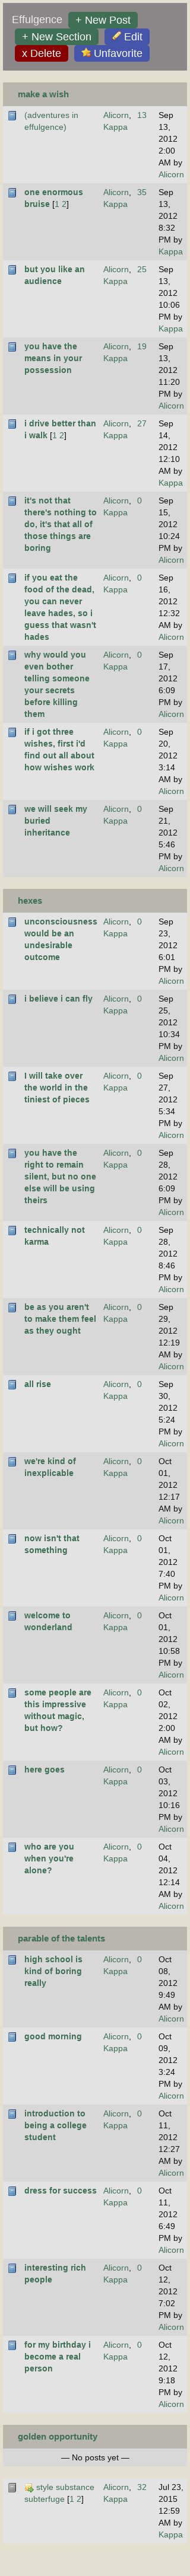 Effulgence + New Post
+ New Section Edit
x Delete Unfavorite
make a wish
(adventures in effulgence) Alicorn, Kappa 13 Sep 13, 2012 2:00 AM by Alicorn
one enormous bruise [1 2] Alicorn, Kappa 35 Sep 13, 2012 8:32 PM by Kappa
but you like an audience Alicorn, Kappa 25 Sep 13, 2012 10:06 PM by Kappa
you have the means in your possession Alicorn, Kappa 19 Sep 13, 2012 11:20 PM by Alicorn
i drive better than i walk [1 2] Alicorn, Kappa 27 Sep 14, 2012 12:10 AM by Kappa
it's not that there's nothing to do, it's that all of those things are boring Alicorn, Kappa 0 Sep 15, 2012 10:24 PM by Alicorn
if you eat the food of the dead, you can never leave hades, so i guess that wasn't hades Alicorn, Kappa 0 Sep 16, 2012 12:32 AM by Alicorn
why would you even bother telling someone your secrets before killing them Alicorn, Kappa 0 Sep 17, 2012 6:09 PM by Alicorn
if i got three wishes, first i'd find out all about how wishes work Alicorn, Kappa 0 Sep 20, 2012 3:14 AM by Alicorn
we will seek my buried inheritance Alicorn, Kappa 0 Sep 21, 2012 5:46 PM by Alicorn
hexes
unconsciousness would be an undesirable outcome Alicorn, Kappa 0 Sep 23, 2012 6:01 PM by Alicorn
i believe i can fly Alicorn, Kappa 0 Sep 25, 2012 10:34 PM by Alicorn
I will take over the world in the tiniest of pieces Alicorn, Kappa 0 Sep 27, 2012 5:34 PM by Alicorn
you have the right to remain silent, but no one else will be using theirs Alicorn, Kappa 0 Sep 28, 2012 6:09 PM by Alicorn
technically not karma Alicorn, Kappa 0 Sep 28, 2012 8:46 PM by Alicorn
be as you aren't to make them feel as they ought Alicorn, Kappa 0 Sep 29, 2012 12:19 AM by Alicorn
all rise Alicorn, Kappa 0 Sep 30, 2012 5:24 PM by Alicorn
we're kind of inexplicable Alicorn, Kappa 0 Oct 01, 2012 12:17 AM by Alicorn
now isn't that something Alicorn, Kappa 0 Oct 01, 2012 7:40 PM by Alicorn
welcome to wonderland Alicorn, Kappa 0 Oct 01, 2012 10:58 PM by Alicorn
some people are this impressive without magic, but how? Alicorn, Kappa 0 Oct 02, 2012 2:00 AM by Alicorn
here goes Alicorn, Kappa 0 Oct 03, 2012 10:16 PM by Alicorn
who are you when you're alone? Alicorn, Kappa 0 Oct 04, 2012 12:14 AM by Alicorn
parable of the talents
high school is kind of boring really Alicorn, Kappa 0 Oct 08, 2012 9:49 AM by Alicorn
good morning Alicorn, Kappa 0 Oct 09, 2012 3:24 PM by Alicorn
introduction to being a college student Alicorn, Kappa 0 Oct 11, 2012 12:27 AM by Alicorn
dress for success Alicorn, Kappa 0 Oct 11, 2012 6:49 PM by Alicorn
interesting rich people Alicorn, Kappa 0 Oct 12, 2012 7:02 PM by Alicorn
for my birthday i become a real person Alicorn, Kappa 0 Oct 12, 2012 9:18 PM by Alicorn
golden opportunity
— No posts yet —
style substance subterfuge [1 2] Alicorn, Kappa 32 Jul 23, 2015 12:59 AM by Kappa